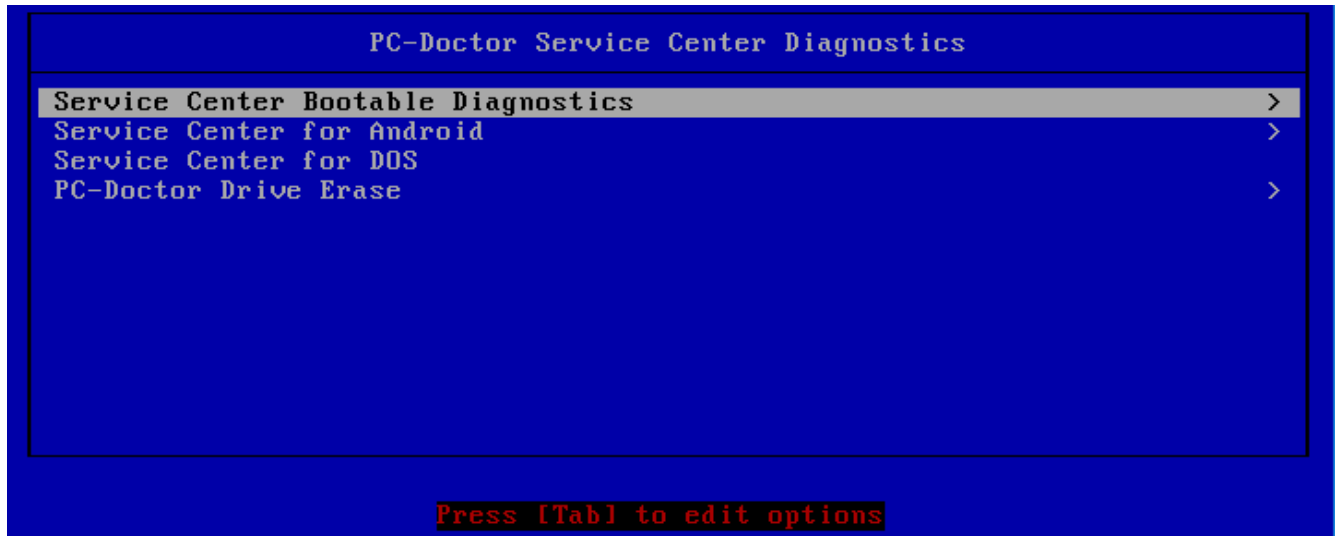 PC-Doctor Service Center Diagnostics
Service Center Bootable Diagnostics >
Service Center for Android >
Service Center for DOS
PC-Doctor Drive Erase >
Press [Tab] to edit options